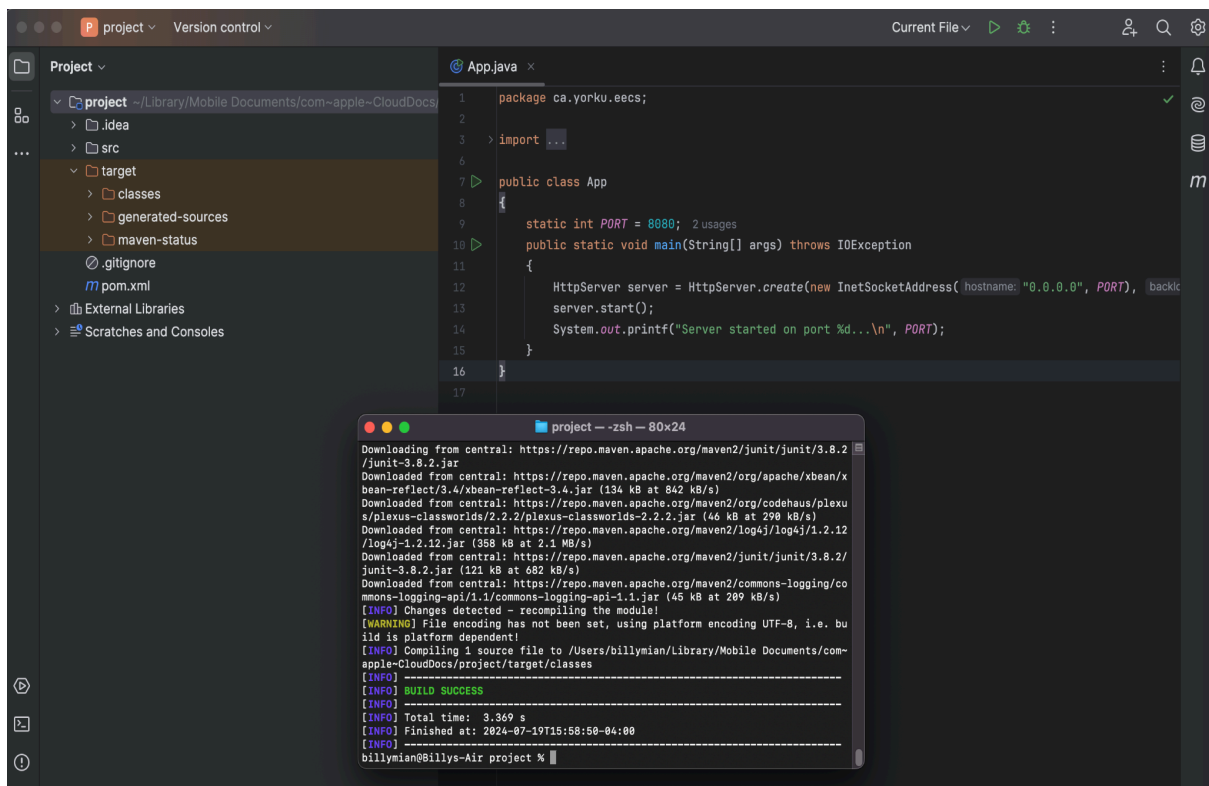 P project Version control Current File
Project
App.java
project ~/Library/Mobile Documents/com~apple~CloudDocs/
.idea
src
target
classes
generated-sources
maven-status
.gitignore
m pom.xml
External Libraries
Scratches and Consoles
1 package ca.yorku.eecs;
2
3 import ...
6
7 public class App
8 {
9 static int PORT = 8080; 2 usages
10 public static void main(String[] args) throws IOException
11 {
12 HttpServer server = HttpServer.create(new InetSocketAddress( hostname: "0.0.0.0", PORT), backlo
13 server.start();
14 System.out.printf("Server started on port %d...\n", PORT);
15 }
16 }
17
m
project — -zsh — 80×24
Downloading from central: https://repo.maven.apache.org/maven2/junit/junit/3.8.2
/junit-3.8.2.jar
Downloaded from central: https://repo.maven.apache.org/maven2/org/apache/xbean/x
bean-reflect/3.4/xbean-reflect-3.4.jar (134 kB at 842 kB/s)
Downloaded from central: https://repo.maven.apache.org/maven2/org/codehaus/plexu
s/plexus-classworlds/2.2.2/plexus-classworlds-2.2.2.jar (46 kB at 290 kB/s)
Downloaded from central: https://repo.maven.apache.org/maven2/log4j/log4j/1.2.12
/log4j-1.2.12.jar (358 kB at 2.1 MB/s)
Downloaded from central: https://repo.maven.apache.org/maven2/junit/junit/3.8.2/
junit-3.8.2.jar (121 kB at 682 kB/s)
Downloaded from central: https://repo.maven.apache.org/maven2/commons-logging/co
mmons-logging-api/1.1/commons-logging-api-1.1.jar (45 kB at 209 kB/s)
[INFO] Changes detected - recompiling the module!
[WARNING] File encoding has not been set, using platform encoding UTF-8, i.e. bu
ild is platform dependent!
[INFO] Compiling 1 source file to /Users/billymian/Library/Mobile Documents/com~
apple~CloudDocs/project/target/classes
[INFO] ------------------------------------------------------------------------
[INFO] BUILD SUCCESS
[INFO] ------------------------------------------------------------------------
[INFO] Total time: 3.369 s
[INFO] Finished at: 2024-07-19T15:58:50-04:00
[INFO] ------------------------------------------------------------------------
billymian@Billys-Air project %